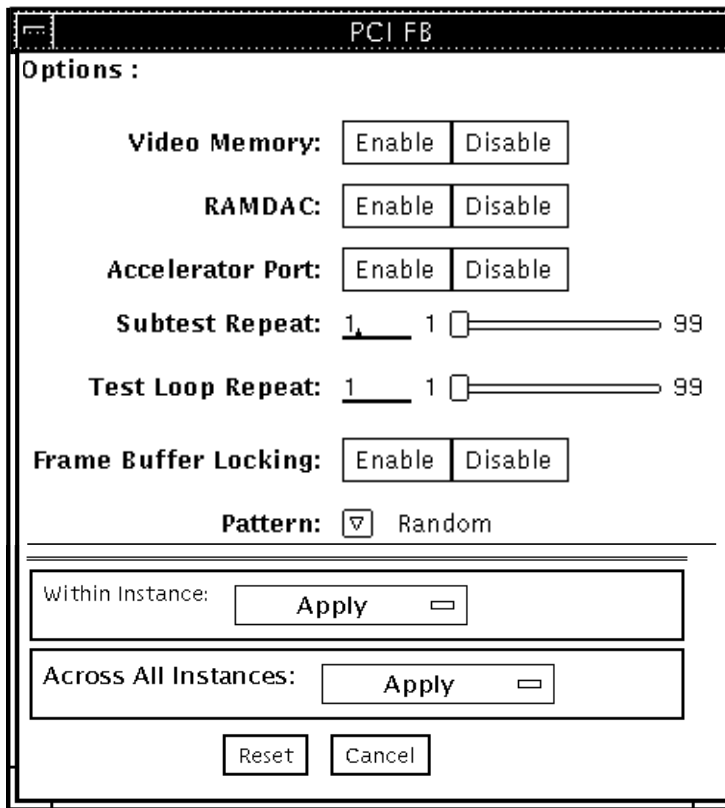 PCI FB
Options :
Video Memory: Enable Disable
RAMDAC: Enable Disable
Accelerator Port: Enable Disable
Subtest Repeat: 1 1 99
Test Loop Repeat: 1 1 99
Frame Buffer Locking: Enable Disable
Pattern: Random
Within Instance: Apply
Across All Instances: Apply
Reset Cancel